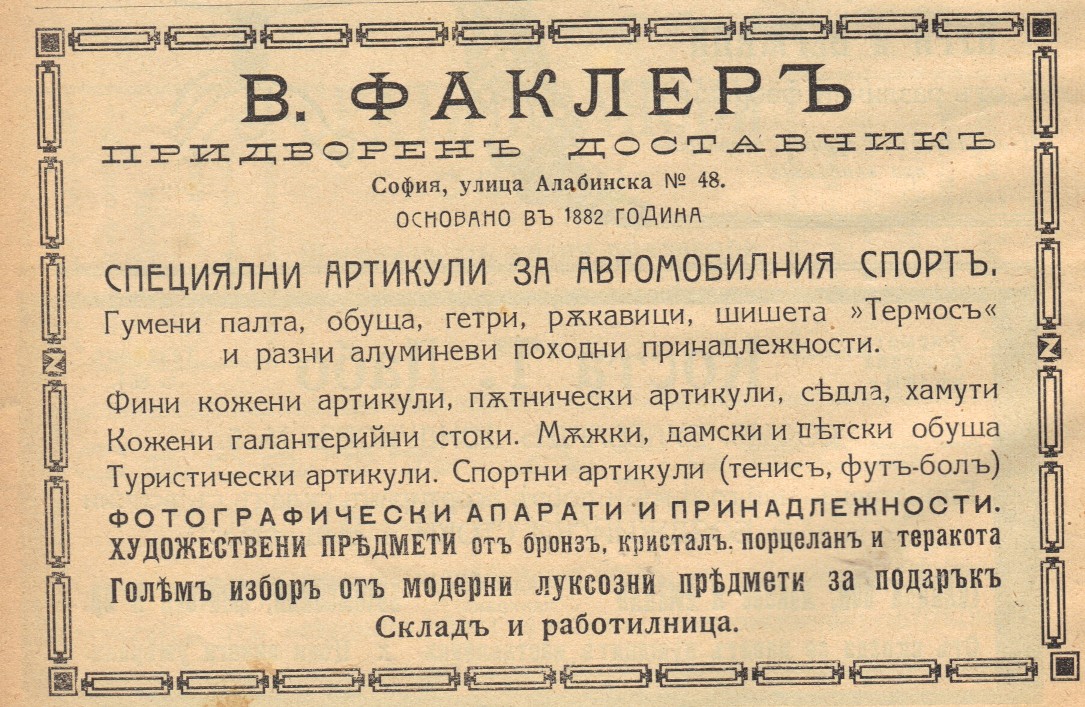 В. ФАКЛЕРЪ
ПРИДВОРЕНЪ ДОСТАВЧИКЪ
София, улица Алабинска № 48.
ОСНОВАНО ВЪ 1882 ГОДИНА
СПЕЦИЯЛНИ АРТИКУЛИ ЗА АВТОМОБИЛНИЯ СПОРТЪ.
Гумени палта, обуща, гетри, рѫкавици, шишета »Термосъ«
и разни алуминеви походни принадлежности.
Фини кожени артикули, пѫтнически артикули, сѣдла, хамути
Кожени галантерийни стоки. Мѫжки, дамски и дѣтски обуща
Туристически артикули. Спортни артикули (тенисъ, футъ-болъ)
ФОТОГРАФИЧЕСКИ АПАРАТИ И ПРИНАДЛЕЖНОСТИ.
ХУДОЖЕСТВЕНИ ПРѢДМЕТИ отъ бронзъ, кристалъ. порцеланъ и теракота
Голѣмъ изборъ отъ модерни луксозни прѣдмети за подаръкъ
Складъ и работилница.